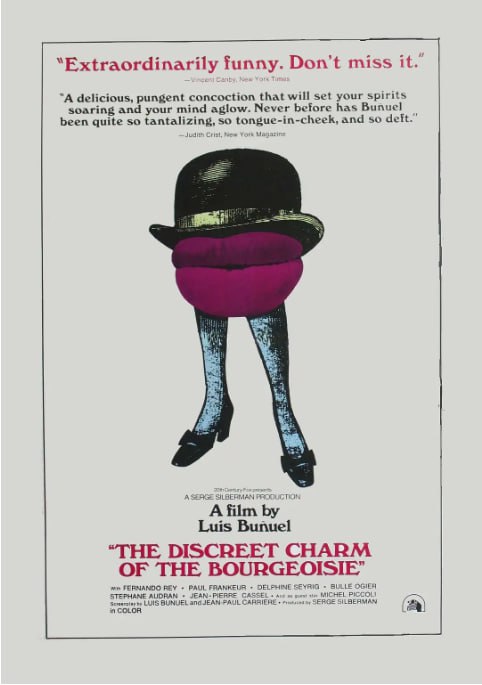 "Extraordinarily funny. Don't miss it."
—Vincent Canby, New York Times
"A delicious, pungent concoction that will set your spirits
soaring and your mind aglow. Never before has Buñuel
been quite so tantalizing, so tongue-in-cheek, and so deft."
—Judith Crist, New York Magazine
20th Century-Fox presents
A SERGE SILBERMAN PRODUCTION
A film by
Luis Buñuel
"THE DISCREET CHARM
OF THE BOURGEOISIE"
With FERNANDO REY • PAUL FRANKEUR • DELPHINE SEYRIG • BULLE OGIER
STEPHANE AUDRAN • JEAN-PIERRE CASSEL • And as guest star MICHEL PICCOLI
Screenplay by LUIS BUNUEL and JEAN-PAUL CARRIERE • Produced by SERGE SILBERMAN
in COLOR